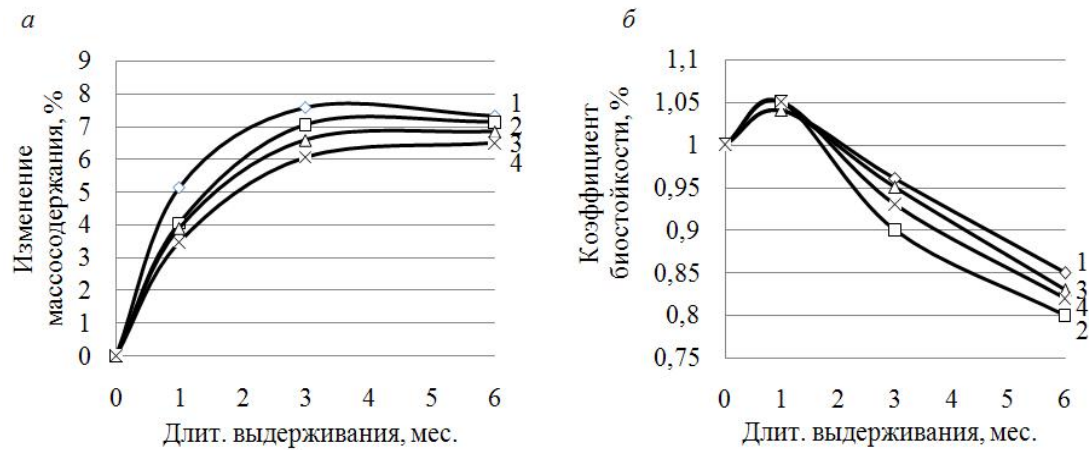 а
Изменение
массосодержания, %
9
8
7
6
5
4
3
2
1
0
0 1 2 3 4 5 6
Длит. выдерживания, мес.
1
2
3
4
б
Коэффициент
биостойкости, %
1,1
1,05
1
0,95
0,9
0,85
0,8
0,75
0 1 2 3 4 5 6
Длит. выдерживания, мес.
1
3
4
2